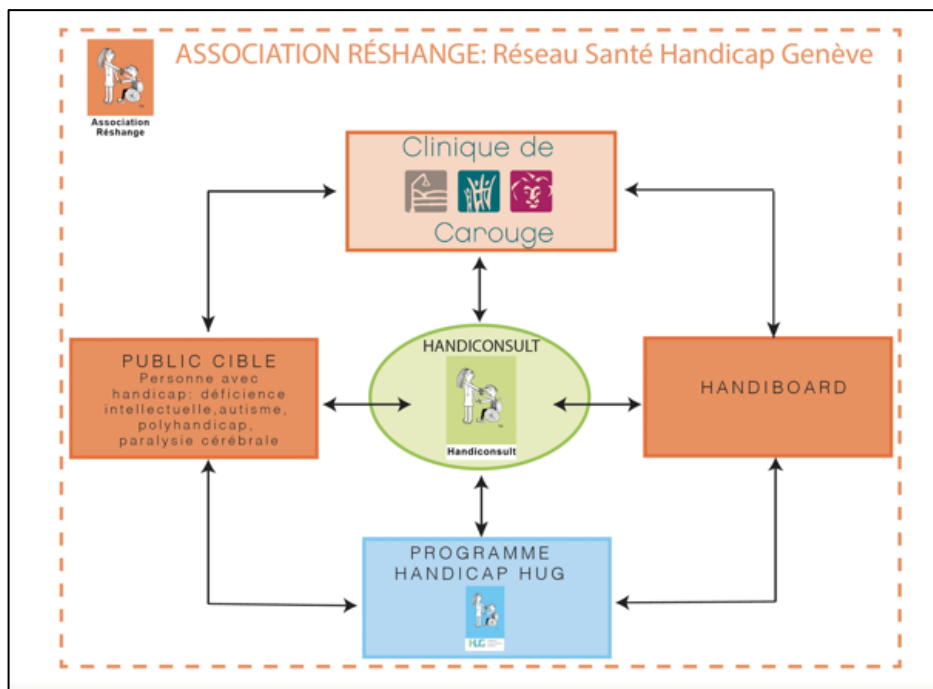 ASSOCIATION RÉSHANGE: Réseau Santé Handicap Genève
Association
Réshange
Clinique de
Carouge
PUBLIC CIBLE
Personne avec
handicap: déficience
intellectuelle,autisme,
polyhandicap,
paralysie cérébrale
HANDICONSULT
Handiconsult
HANDIBOARD
PROGRAMME
HANDICAP HUG
HUG